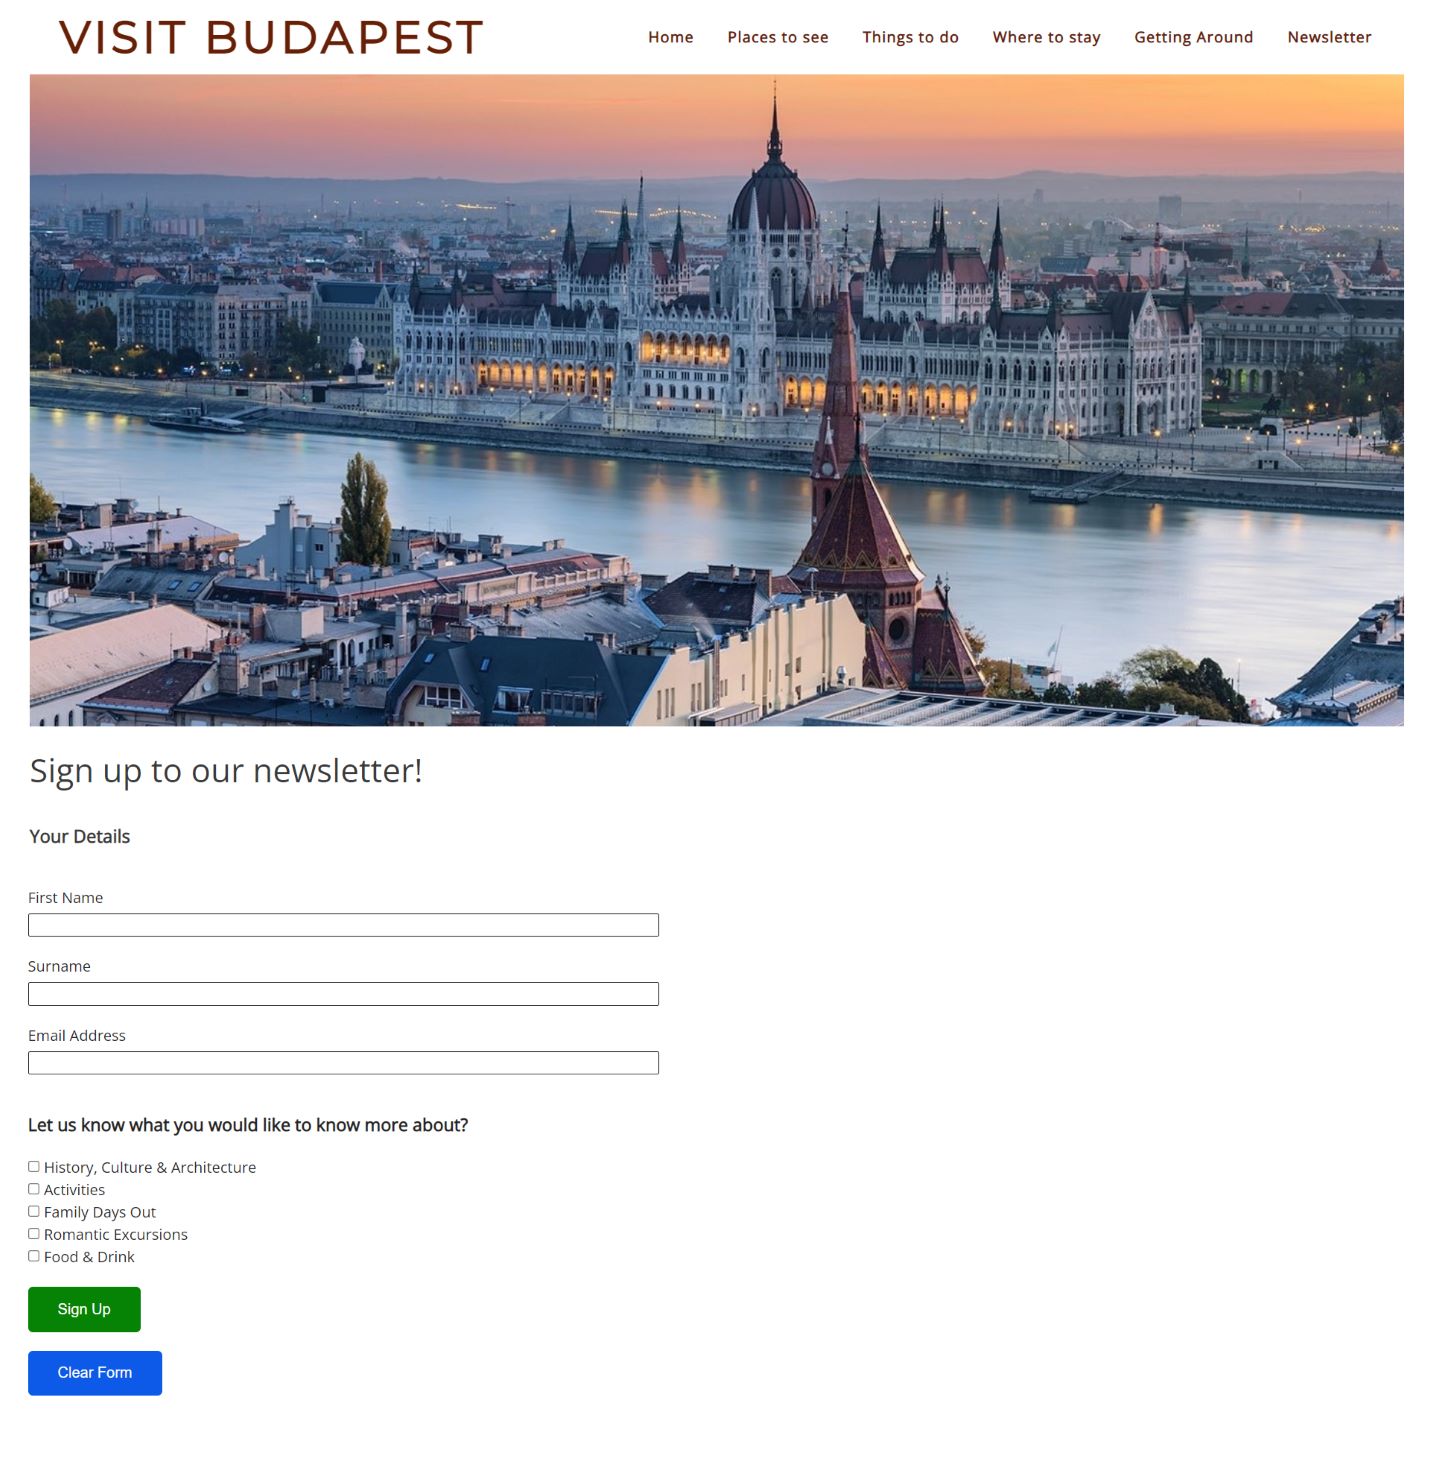 VISIT BUDAPEST
Home Places to see Things to do Where to stay Getting Around Newsletter
Sign up to our newsletter!
Your Details
First Name
Surname
Email Address
Let us know what you would like to know more about?
History, Culture & Architecture
Activities
Family Days Out
Romantic Excursions
Food & Drink
Sign Up
Clear Form